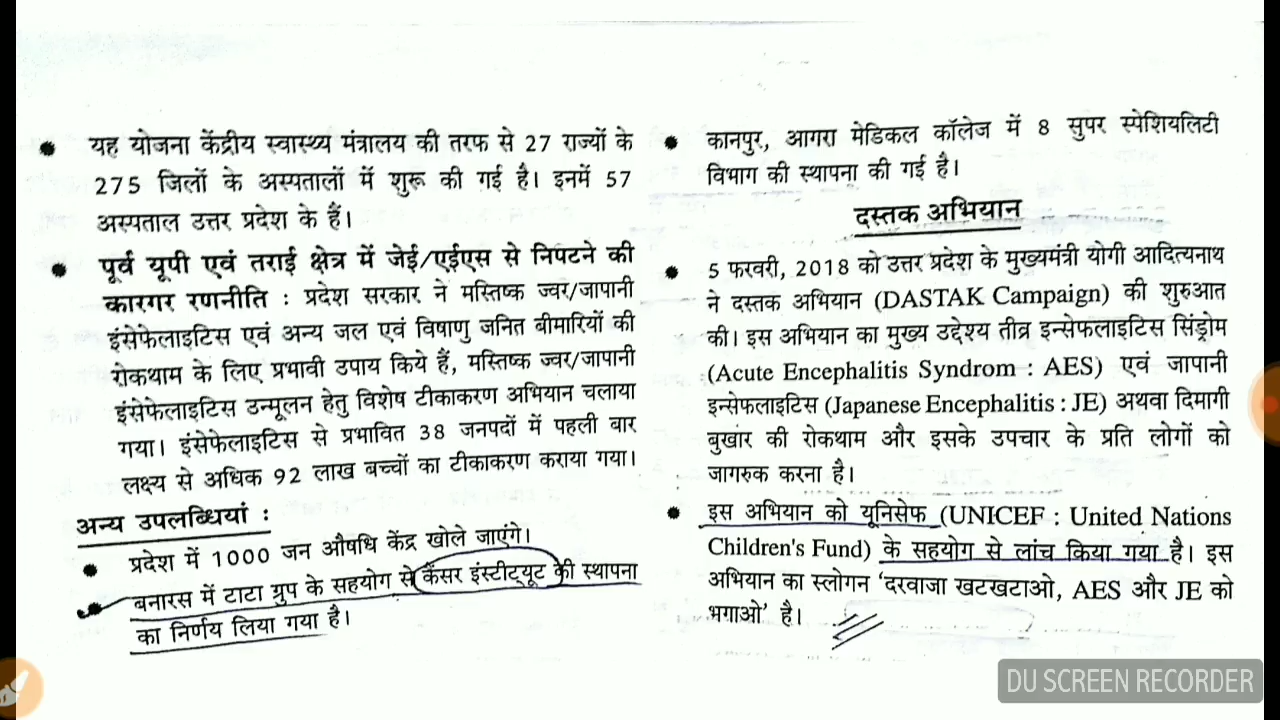 यह योजना केंद्रीय स्वास्थ्य मंत्रालय की तरफ से 27 राज्यों के
275 जिलों के अस्पतालों में शुरू की गई है। इनमें 57
अस्पताल उत्तर प्रदेश के हैं।
पूर्व यूपी एवं तराई क्षेत्र में जेई/एईएस से निपटने की
कारगर रणनीति : प्रदेश सरकार ने मस्तिष्क ज्वर/जापानी
इंसेफेलाइटिस एवं अन्य जल एवं विषाणु जनित बीमारियों की
रोकथाम के लिए प्रभावी उपाय किये हैं, मस्तिष्क ज्वर/जापानी
इंसेफेलाइटिस उन्मूलन हेतु विशेष टीकाकरण अभियान चलाया
गया। इंसेफेलाइटिस से प्रभावित 38 जनपदों में पहली बार
लक्ष्य से अधिक 92 लाख बच्चों का टीकाकरण कराया गया।
अन्य उपलब्धियां :
प्रदेश में 1000 जन औषधि केंद्र खोले जाएंगे।
बनारस में टाटा ग्रुप के सहयोग से कैंसर इंस्टीट्यूट की स्थापना
का निर्णय लिया गया है।
कानपुर, आगरा मेडिकल कॉलेज में 8 सुपर स्पेशियलिटी
विभाग की स्थापना की गई है।
दस्तक अभियान
5 फरवरी, 2018 को उत्तर प्रदेश के मुख्यमंत्री योगी आदित्यनाथ
ने दस्तक अभियान (DASTAK Campaign) की शुरुआत
की। इस अभियान का मुख्य उद्देश्य तीव्र इन्सेफलाइटिस सिंड्रोम
(Acute Encephalitis Syndrom : AES) एवं जापानी
इन्सेफलाइटिस (Japanese Encephalitis : JE) अथवा दिमागी
बुखार की रोकथाम और इसके उपचार के प्रति लोगों को
जागरुक करना है।
इस अभियान को यूनिसेफ (UNICEF : United Nations
Children's Fund) के सहयोग से लांच किया गया है। इस
अभियान का स्लोगन 'दरवाजा खटखटाओ, AES और JE को
भगाओ' है।
DU SCREEN RECORDER